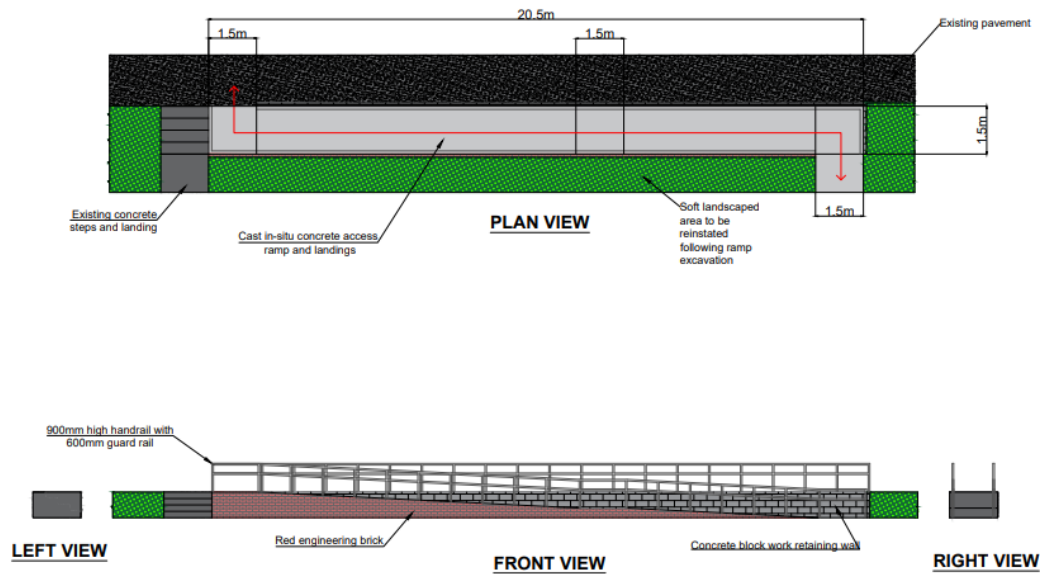 20.5m
Existing pavement
1.5m
1.5m
1.5m
Existing concrete
steps and landing
Cast in-situ concrete access
ramp and landings
PLAN VIEW
Soft landscaped
area to be
reinstated
following ramp
excavation
1.5m
900mm high handrail with
600mm guard rail
Red engineering brick
Concrete block work retaining wall
LEFT VIEW
FRONT VIEW
RIGHT VIEW